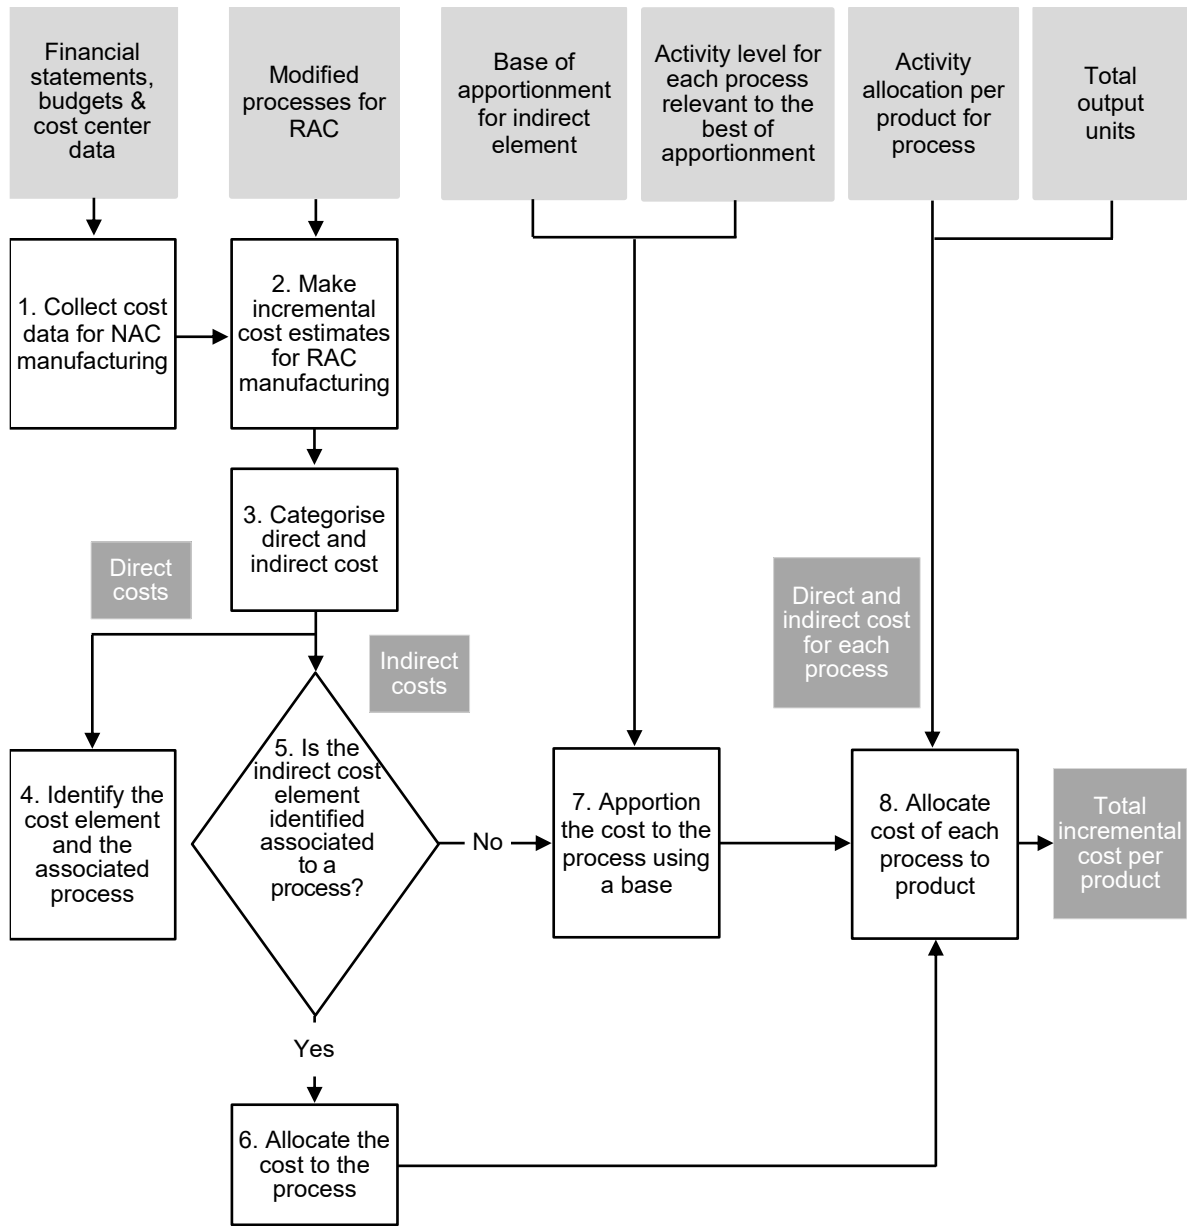 Financial
statements,
budgets &
cost center
data
Modified
processes for
RAC
Base of
apportionment
for indirect
element
Activity level for
each process
relevant to the
best of
apportionment
Activity
allocation per
product for
process
Total
output
units
1. Collect cost
data for NAC
manufacturing
2. Make
incremental
cost estimates
for RAC
manufacturing
3. Categorise
direct and
indirect cost
Direct
costs
Indirect
costs
Direct and
indirect cost
for each
process
4. Identify the
cost element
and the
associated
process
5. Is the
indirect cost
element
identified
associated
to a
process?
No
7. Apportion
the cost to the
process using
a base
8. Allocate
cost of each
process to
product
Total
incremental
cost per
product
Yes
6. Allocate the
cost to the
process